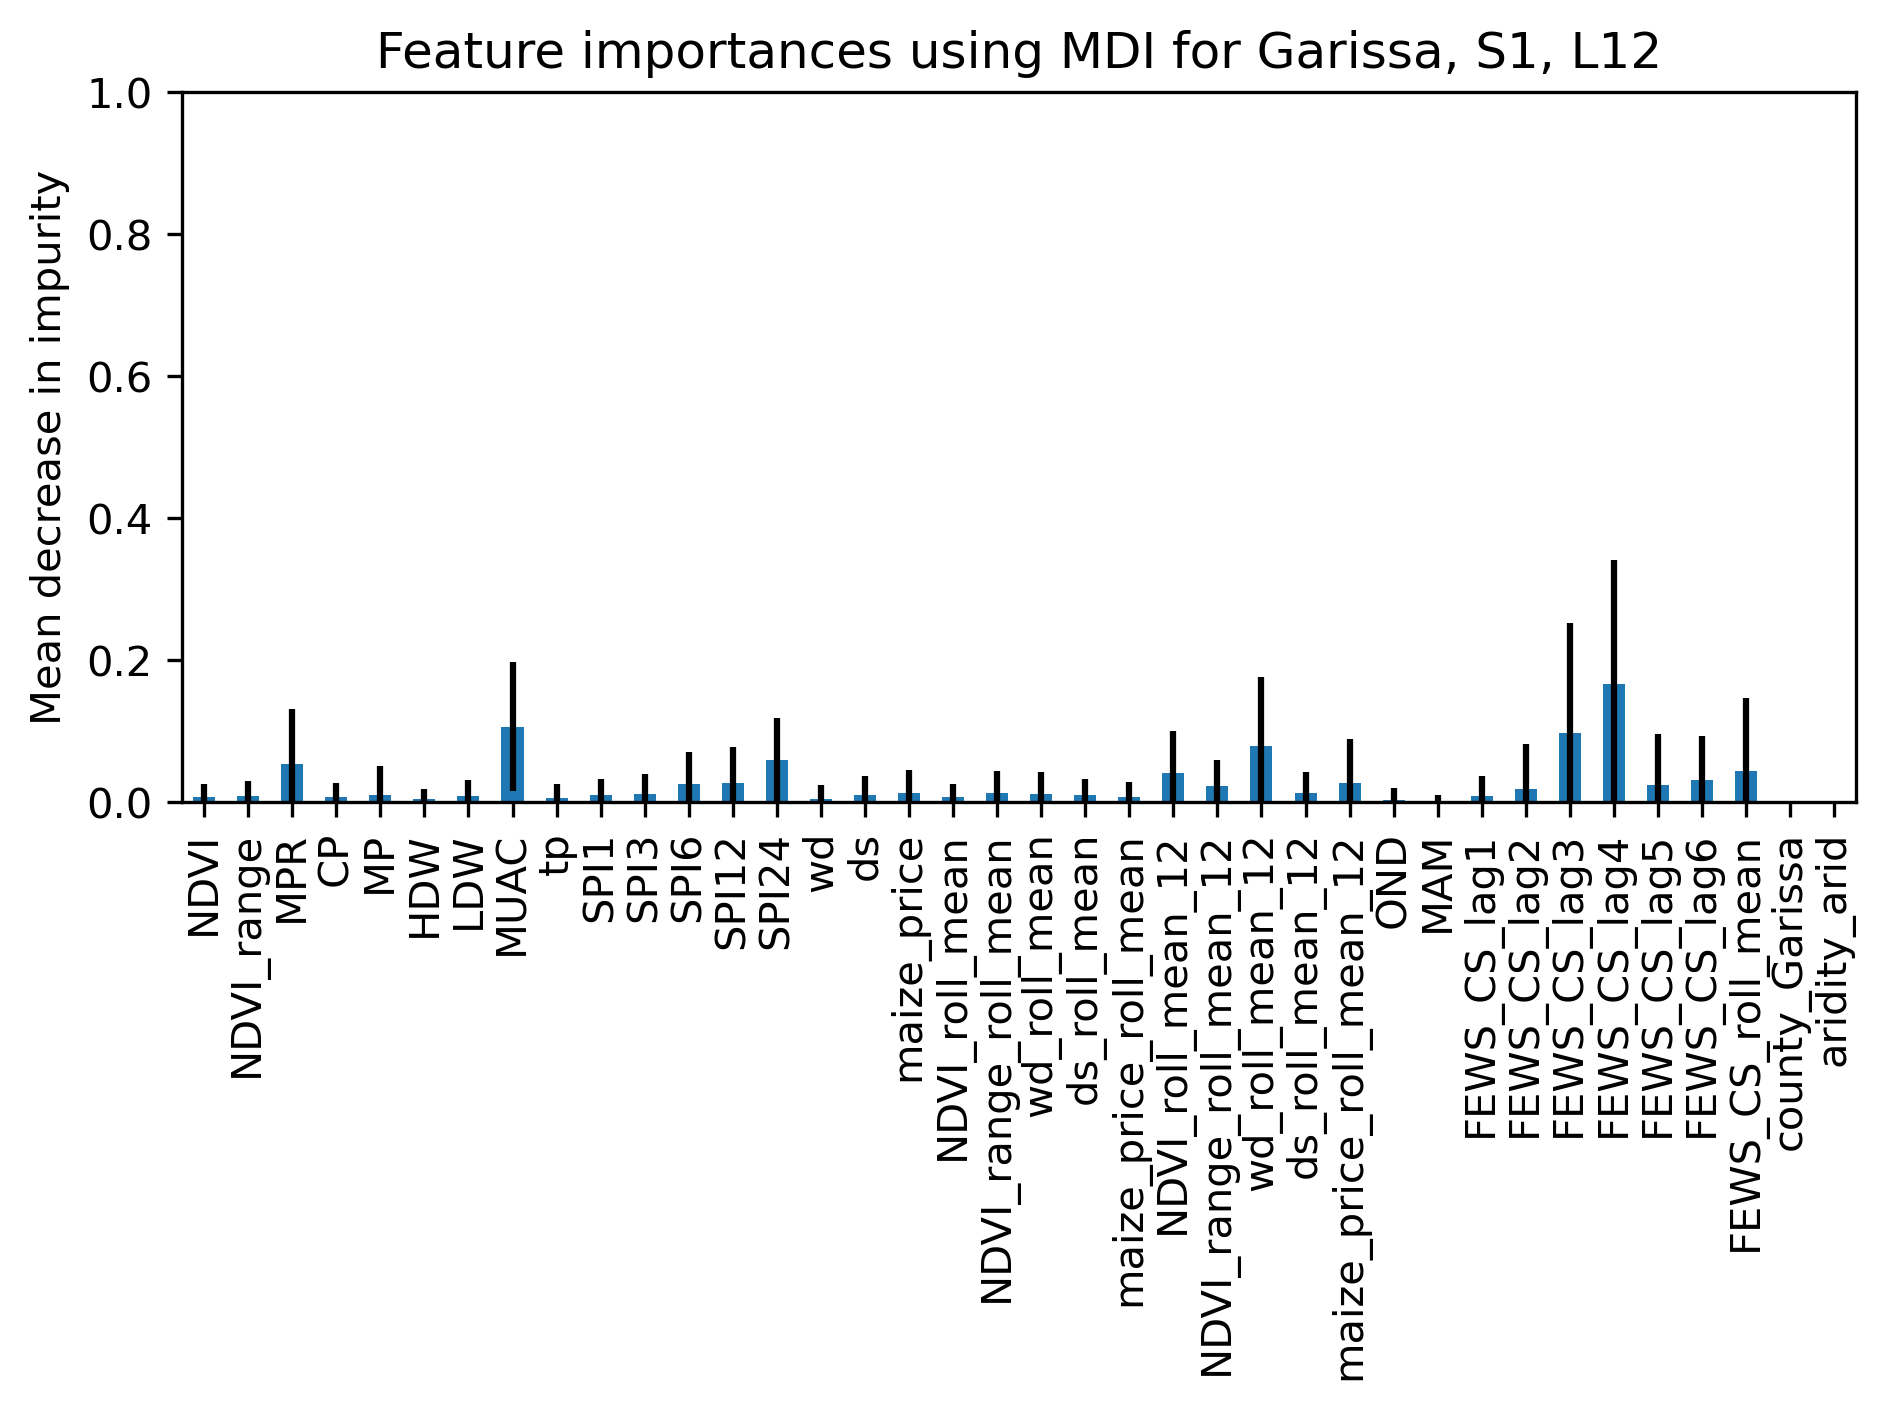 Feature importances using MDI for Garissa, S1, L12
Mean decrease in impurity
1.0
0.8
0.6
0.4
0.2
0.0
NDVI
NDVI_range
MPR
CP
MP
HDW
LDW
MUAC
tp
SPI1
SPI3
SPI6
SPI12
SPI24
wd
ds
maize_price
NDVI_roll_mean
NDVI_range_roll_mean
wd_roll_mean
ds_roll_mean
maize_price_roll_mean
NDVI_roll_mean_12
NDVI_range_roll_mean_12
wd_roll_mean_12
ds_roll_mean_12
maize_price_roll_mean_12
OND
MAM
FEWS_CS_lag1
FEWS_CS_lag2
FEWS_CS_lag3
FEWS_CS_lag4
FEWS_CS_lag5
FEWS_CS_lag6
FEWS_CS_roll_mean
county_Garissa
aridity_arid